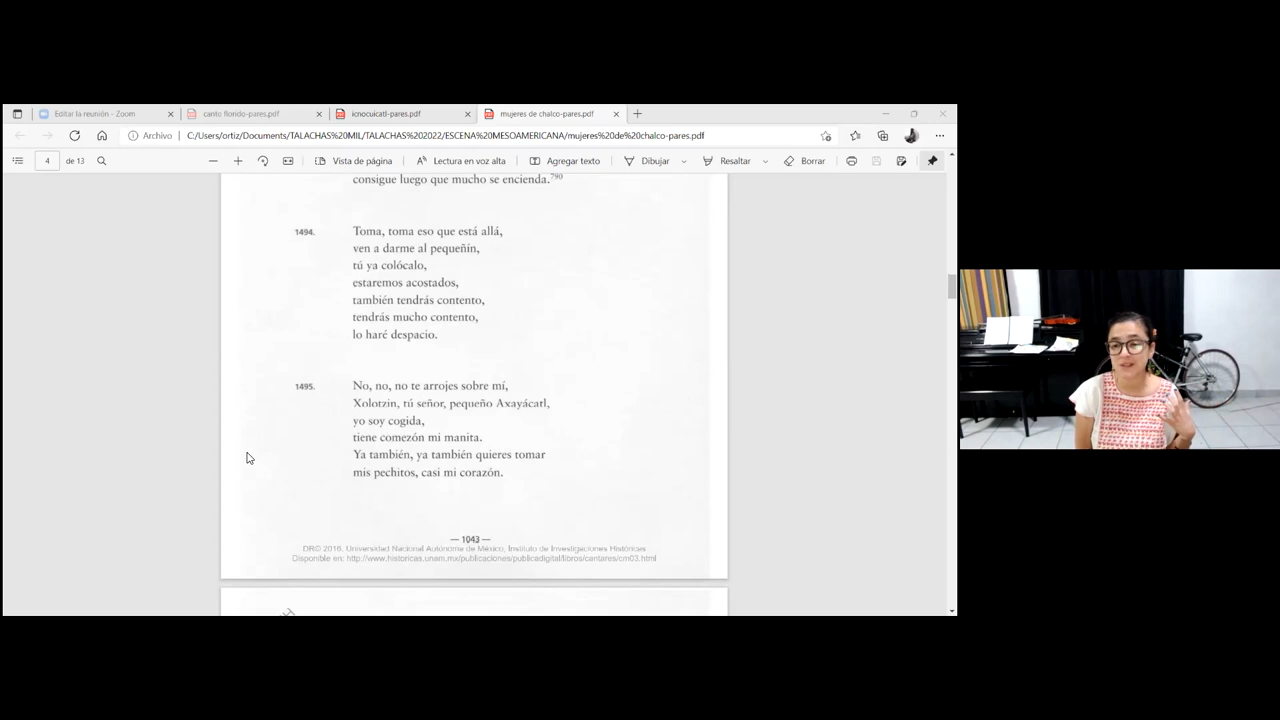 Editar la reunión - Zoom
canto florido-pares.pdf
icnocuicatl-pares.pdf
mujeres de chalco-pares.pdf
Archivo
C:/Users/ortiz/Documents/TALACHAS%20MIL/TALACHAS%202022/ESCENA%20MESOAMERICANA/mujeres%20de%20chalco-pares.pdf
4
de 13
Vista de página
Lectura en voz alta
Agregar texto
Dibujar
Resaltar
Borrar
consigue luego que mucho se encienda.790
1494.
Toma, toma eso que está allá,
ven a darme al pequeñín,
tú ya colócalo,
estaremos acostados,
también tendrás contento,
tendrás mucho contento,
lo haré despacio.
1495.
No, no, no te arrojes sobre mí,
Xolotzin, tú señor, pequeño Axayácatl,
yo soy cogida,
tiene comezón mi manita.
Ya también, ya también quieres tomar
mis pechitos, casi mi corazón.
— 1043 —
DR© 2016. Universidad Nacional Autónoma de México, Instituto de Investigaciones Históricas
Disponible en: http://www.historicas.unam.mx/publicaciones/publicadigital/libros/cantares/cm03.html